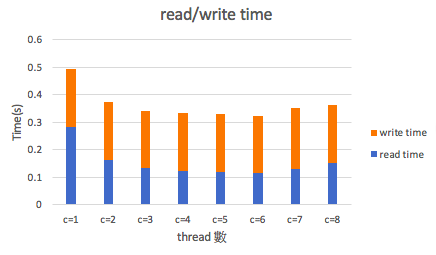 read/write time
0.6
0.5
0.4
0.3
0.2
0.1
0
Time(s)
c=1 c=2 c=3 c=4 c=5 c=6 c=7 c=8
thread 數
write time
read time